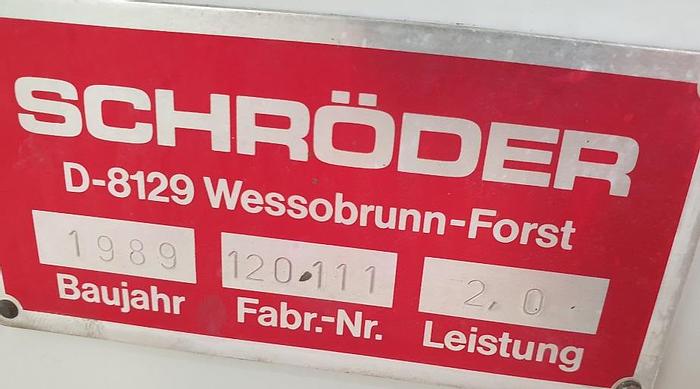 SCHRÖDER
D-8129 Wessobrunn-Forst
1989 120.111 2,0
Baujahr Fabr.-Nr. Leistung